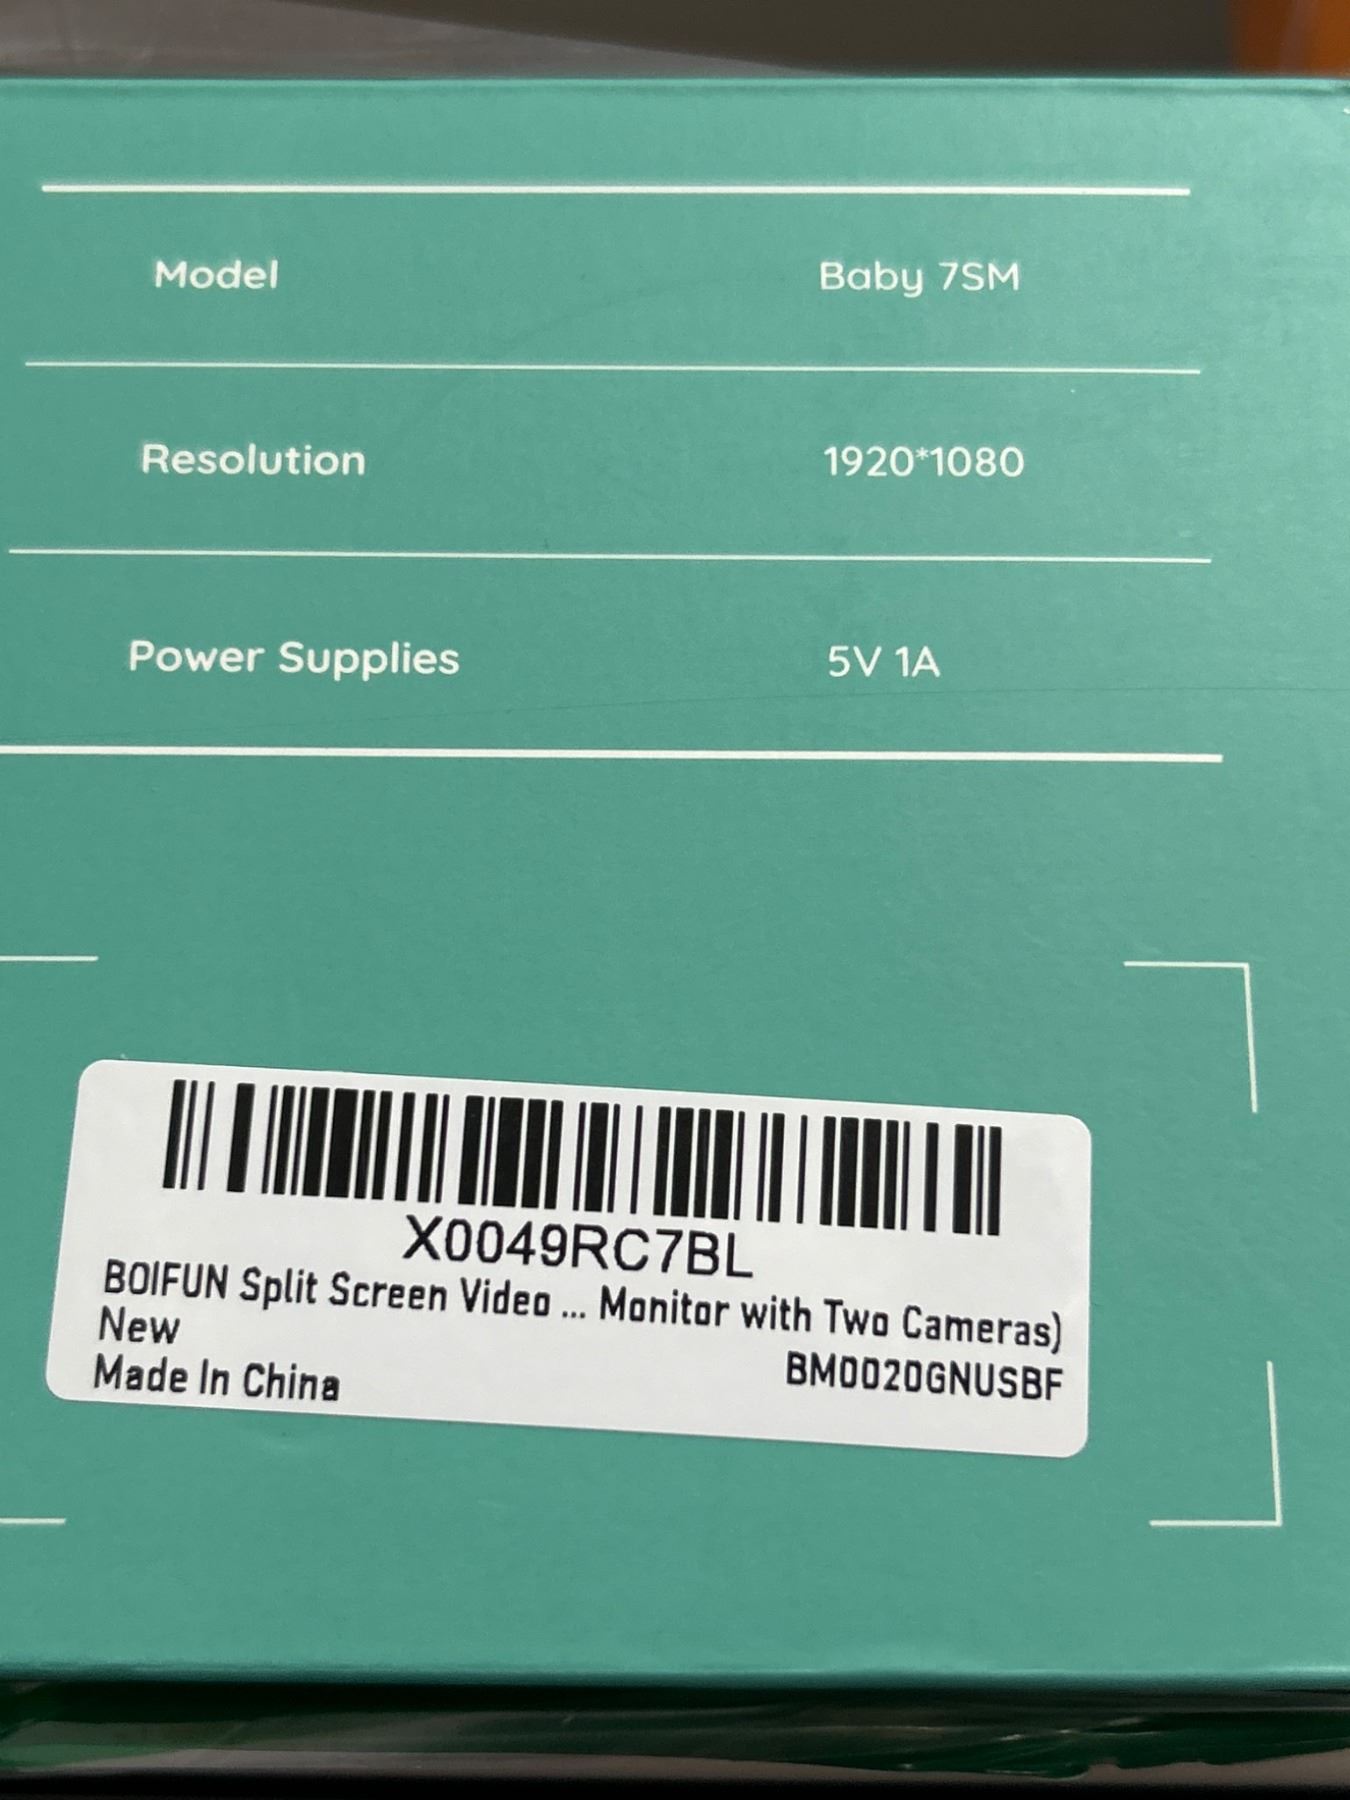 Model Baby 7SM
Resolution 1920*1080
Power Supplies 5V 1A
X0049RC7BL
BOIFUN Split Screen Video ... Monitor with Two Cameras)
New
Made In China BM0020GNUSBF